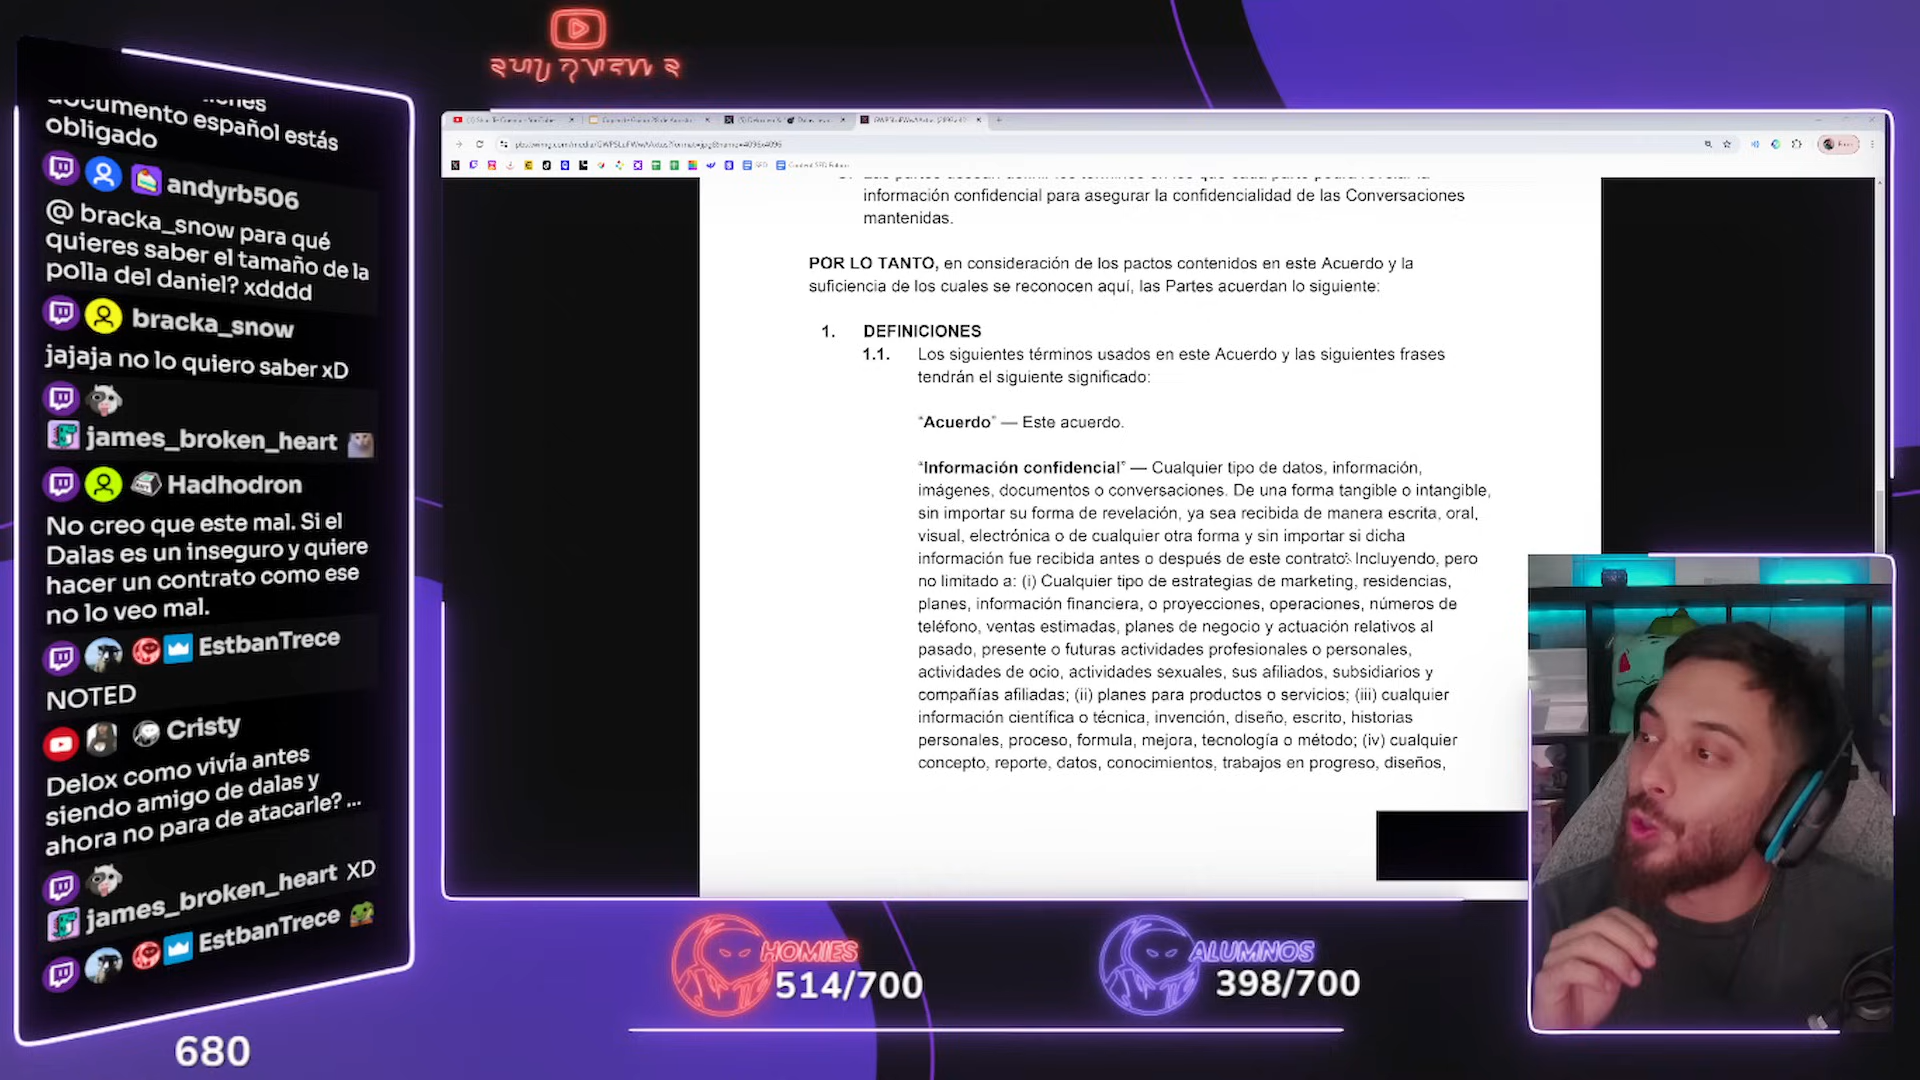 documento español estás
obligado
andyrb506
@ bracka_snow para qué
quieres saber el tamaño de la
polla del daniel? xdddd
bracka_snow
jajaja no lo quiero saber xD
james_broken_heart
Hadhodron
No creo que este mal. Si el
Dalas es un inseguro y quiere
hacer un contrato como ese
no lo veo mal.
EstbanTrece
NOTED
Cristy
Delox como vivía antes
siendo amigo de dalas y
ahora no para de atacarle? ...
james_broken_heart XD
EstbanTrece
680
información confidencial para asegurar la confidencialidad de las Conversaciones
mantenidas.
POR LO TANTO, en consideración de los pactos contenidos en este Acuerdo y la
suficiencia de los cuales se reconocen aquí, las Partes acuerdan lo siguiente:
1. DEFINICIONES
1.1. Los siguientes términos usados en este Acuerdo y las siguientes frases
tendrán el siguiente significado:
“Acuerdo” — Este acuerdo.
“Información confidencial” — Cualquier tipo de datos, información,
imágenes, documentos o conversaciones. De una forma tangible o intangible,
sin importar su forma de revelación, ya sea recibida de manera escrita, oral,
visual, electrónica o de cualquier otra forma y sin importar si dicha
información fue recibida antes o después de este contrato. Incluyendo, pero
no limitado a: (i) Cualquier tipo de estrategias de marketing, residencias,
planes, información financiera, o proyecciones, operaciones, números de
teléfono, ventas estimadas, planes de negocio y actuación relativos al
pasado, presente o futuras actividades profesionales o personales,
actividades de ocio, actividades sexuales, sus afiliados, subsidiarios y
compañías afiliadas; (ii) planes para productos o servicios; (iii) cualquier
información científica o técnica, invención, diseño, escrito, historias
personales, proceso, formula, mejora, tecnología o método; (iv) cualquier
concepto, reporte, datos, conocimientos, trabajos en progreso, diseños,
HOMIES
514/700
ALUMNOS
398/700